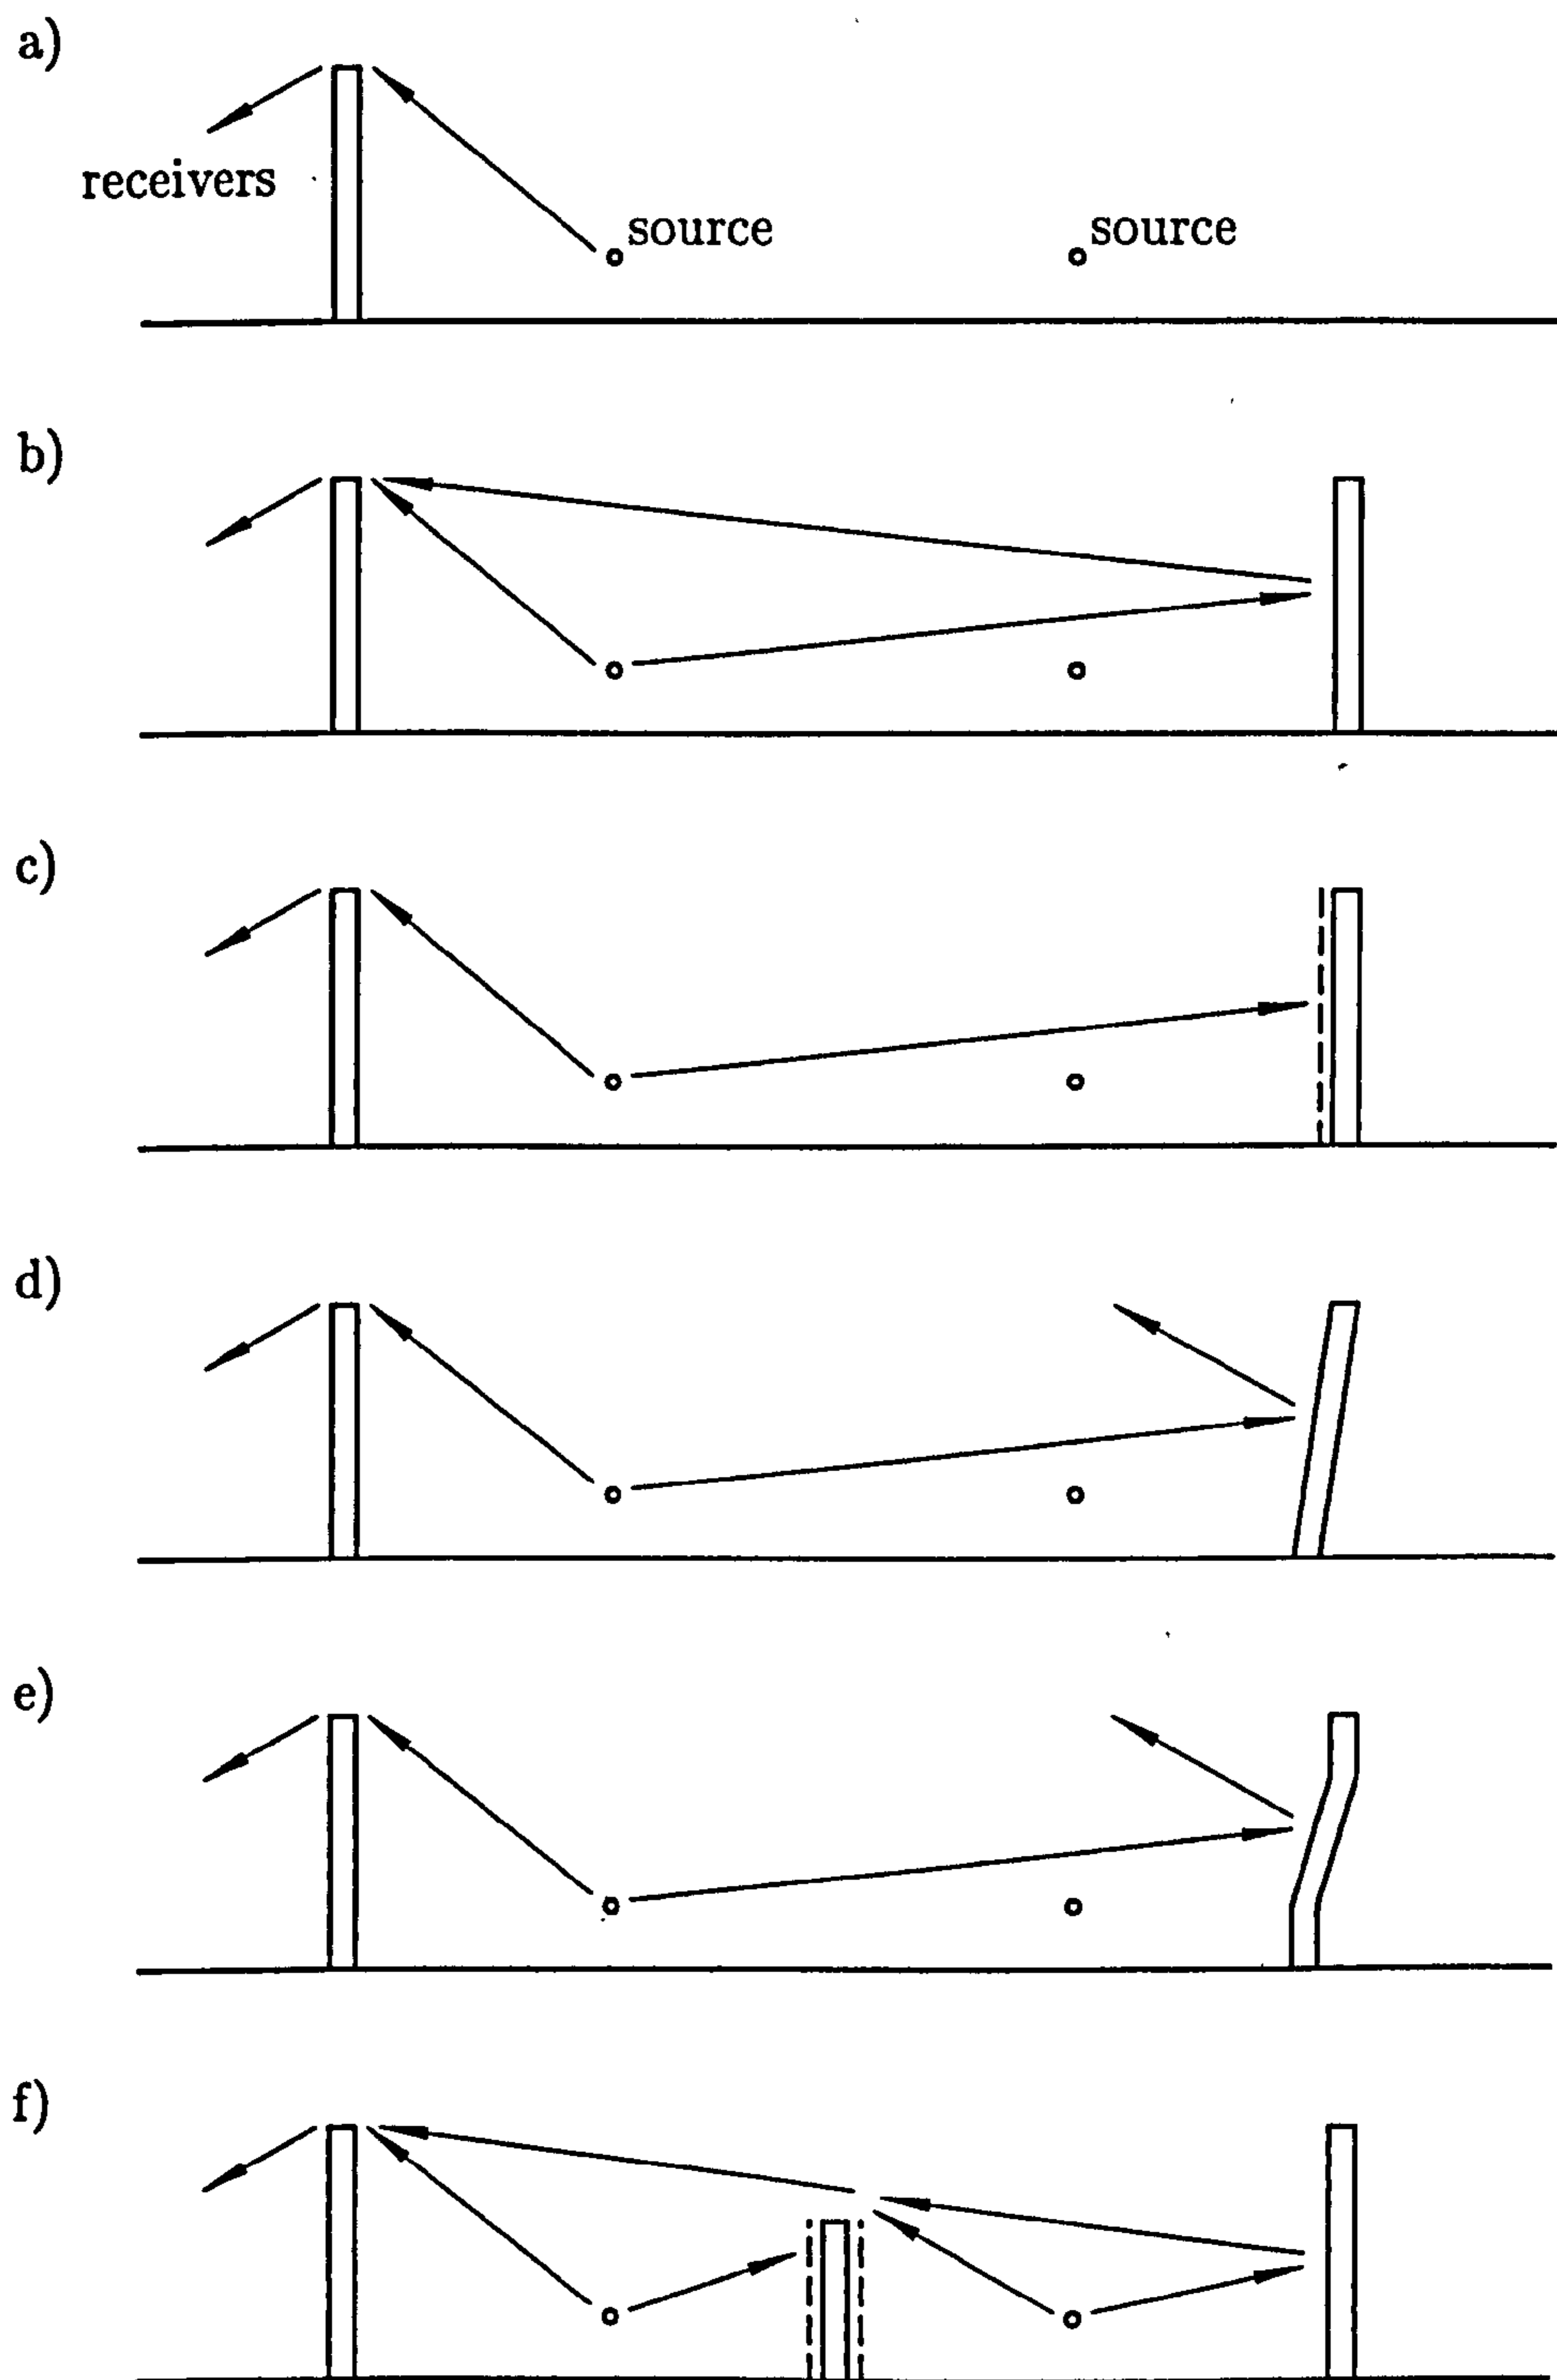 a)
receivers
source
source
b)
c)
d)
e)
f)